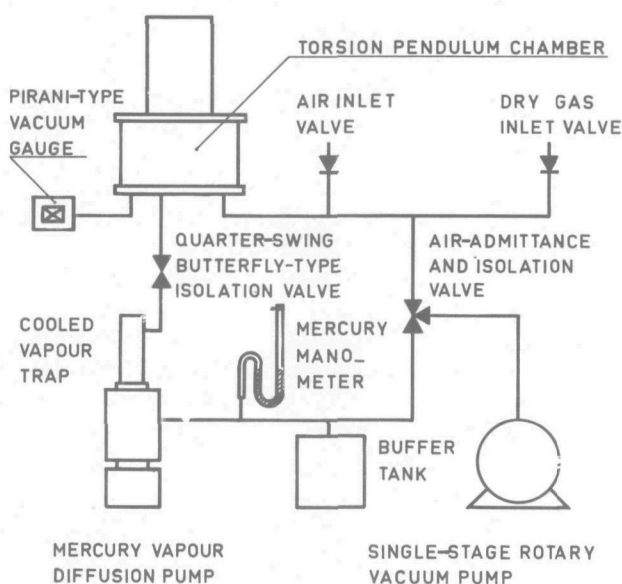 TORSION PENDULUM CHAMBER
PIRANI-TYPE
VACUUM
GAUGE
AIR INLET
VALVE
DRY GAS
INLET VALVE
QUARTER-SWING
BUTTERFLY-TYPE
ISOLATION VALVE
AIR-ADMITTANCE
AND ISOLATION
VALVE
COOLED
VAPOUR
TRAP
MERCURY
MANO_
METER
BUFFER
TANK
MERCURY VAPOUR
DIFFUSION PUMP
SINGLE-STAGE ROTARY
VACUUM PUMP